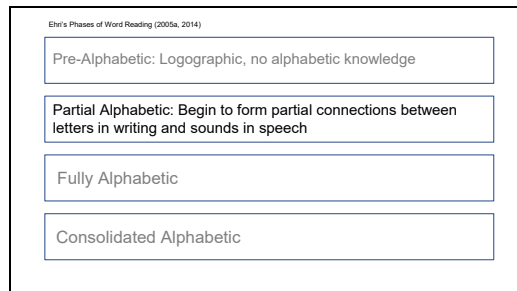 Ehri's Phases of Word Reading (2005a, 2014)
Pre-Alphabetic: Logographic, no alphabetic knowledge
Partial Alphabetic: Begin to form partial connections between
letters in writing and sounds in speech
Fully Alphabetic
Consolidated Alphabetic